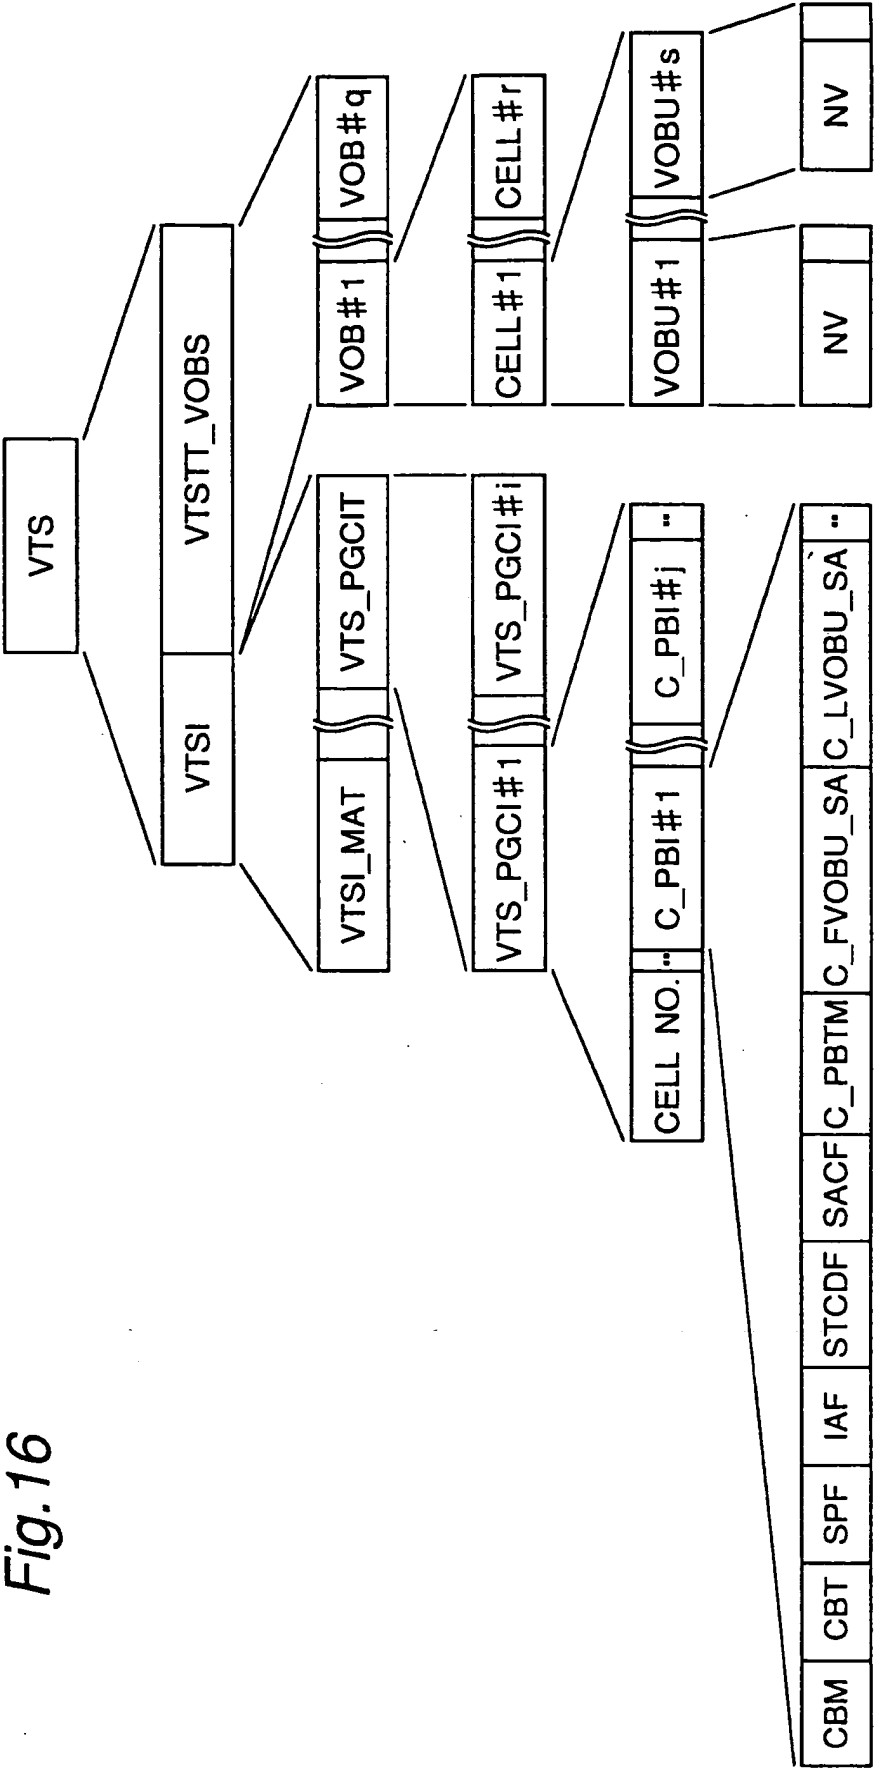 Fig.16
VTS
VTSI VTSTT_VOBS
VTSI_MAT VTS_PGCIT VOB#1 VOB#q
VTS_PGCI#1 VTS_PGCI#i CELL#1 CELL#r
CELL NO. .. C_PBI#1 C_PBI#j .. VOBU#1 VOBU#s
CBM CBT SPF IAF STCDF SACF C_PBTM C_FVOBU_SA C_LVOBU_SA .. NV NV